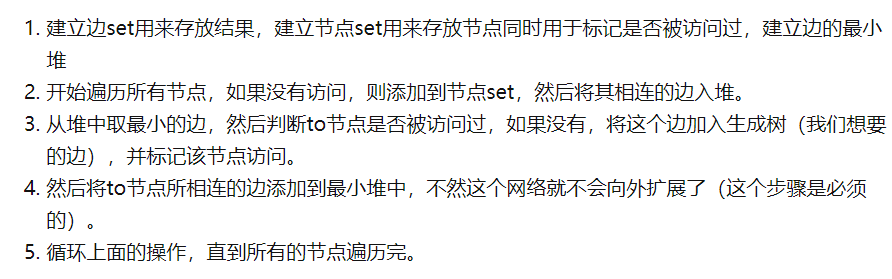 1. 建立边set用来存放结果，建立节点set用来存放节点同时用于标记是否被访问过，建立边的最小
堆
2. 开始遍历所有节点，如果没有访问，则添加到节点set，然后将其相连的边入堆。
3. 从堆中取最小的边，然后判断to节点是否被访问过，如果没有，将这个边加入生成树（我们想要
的边），并标记该节点访问。
4. 然后将to节点所相连的边添加到最小堆中，不然这个网络就不会向外扩展了（这个步骤是必须
的）。
5. 循环上面的操作，直到所有的节点遍历完。